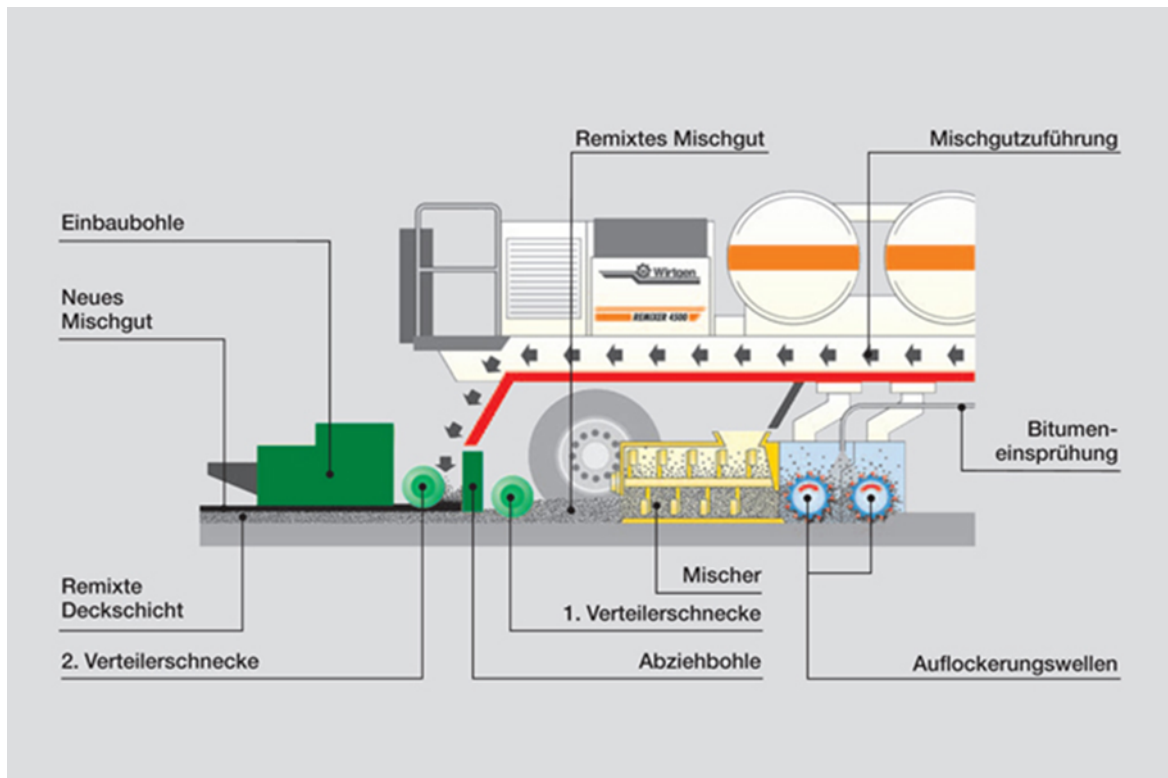 Remixtes Mischgut
Mischgutzuführung
Einbaubohle
Neues
Mischgut
Wirtgen
REMIXER 4500
Bitumen-
einsprühung
Remixte
Deckschicht
Mischer
1. Verteilerschnecke
2. Verteilerschnecke
Abziehbohle
Auflockerungswellen